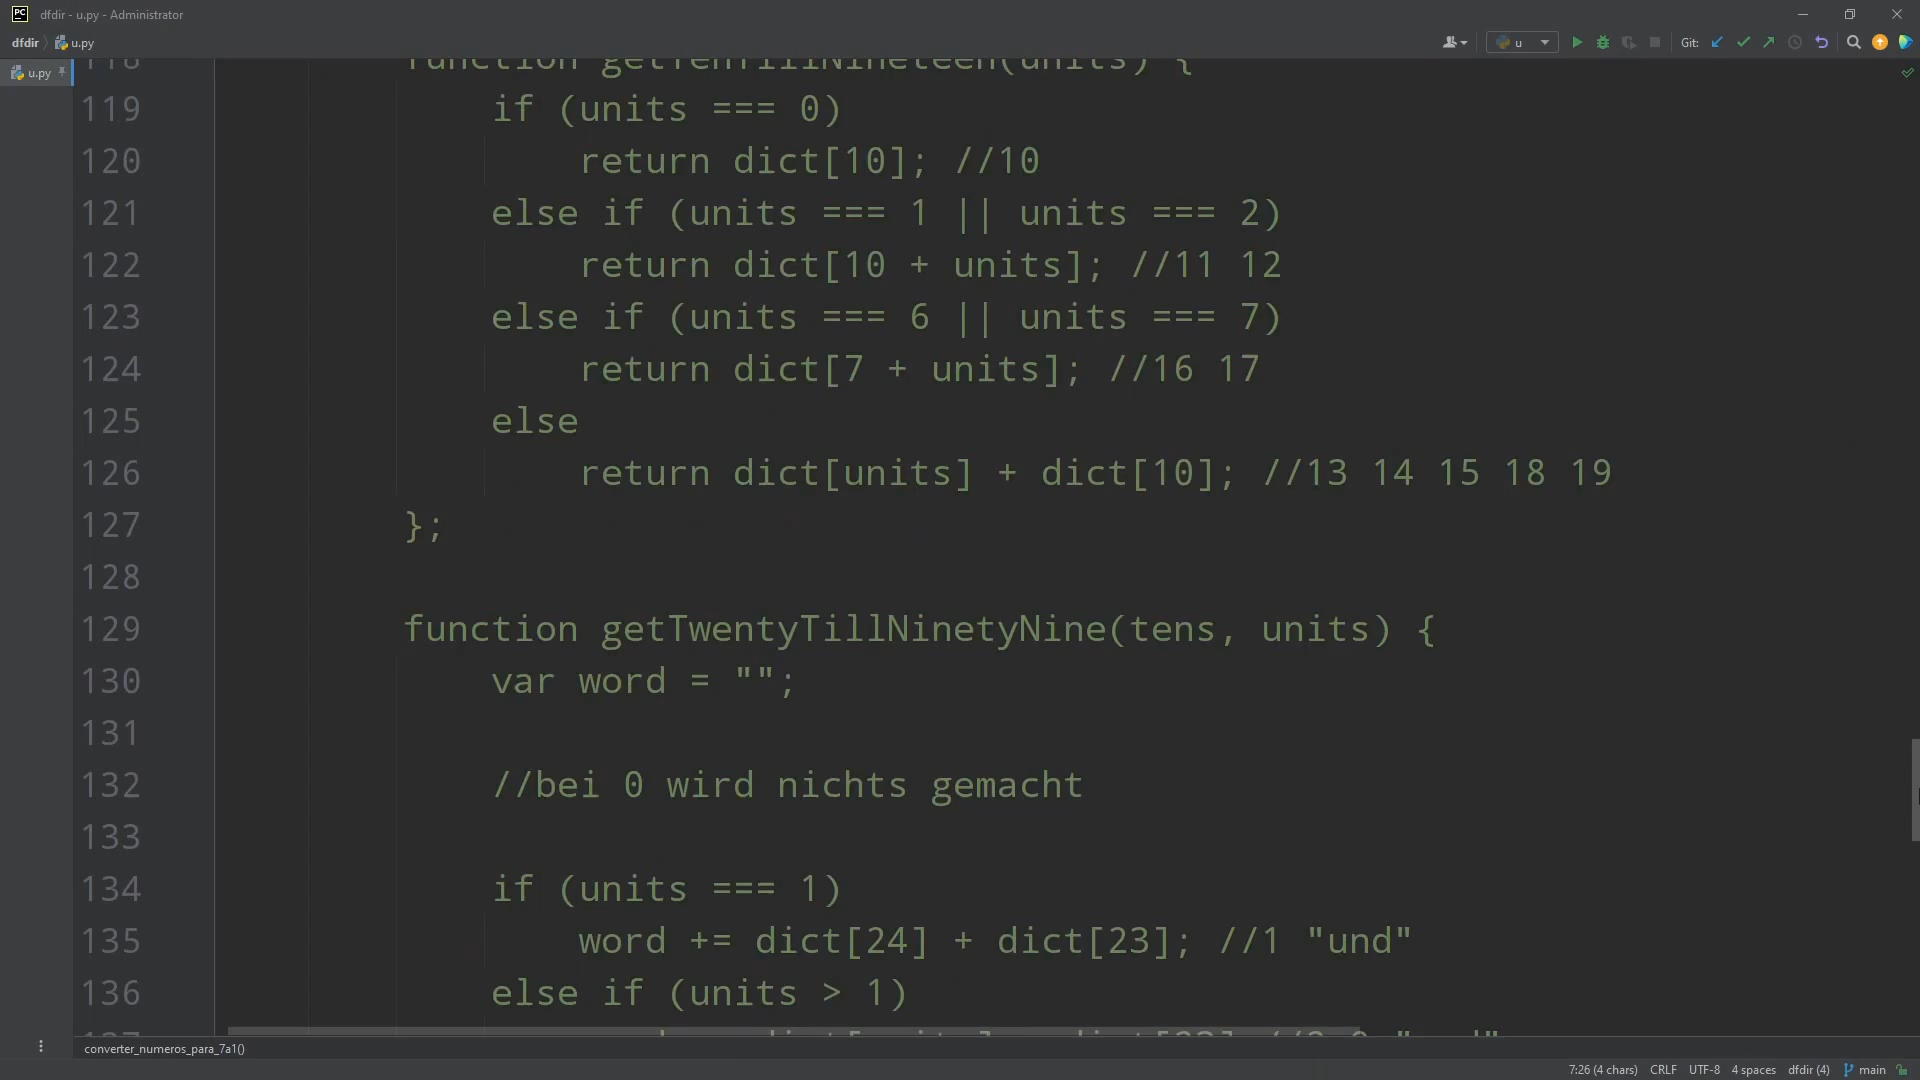 dfdir - u.py - Administrator
dfdir
u.py
u
Git:
u.py
function getTenTillNineteen(units) {
119 if (units === 0)
120 return dict[10]; //10
121 else if (units === 1 || units === 2)
122 return dict[10 + units]; //11 12
123 else if (units === 6 || units === 7)
124 return dict[7 + units]; //16 17
125 else
126 return dict[units] + dict[10]; //13 14 15 18 19
127 };
128
129 function getTwentyTillNinetyNine(tens, units) {
130 var word = "";
131
132 //bei 0 wird nichts gemacht
133
134 if (units === 1)
135 word += dict[24] + dict[23]; //1 "und"
136 else if (units > 1)
converter_numeros_para_7a1()
7:26 (4 chars) CRLF UTF-8 4 spaces dfdir (4) main